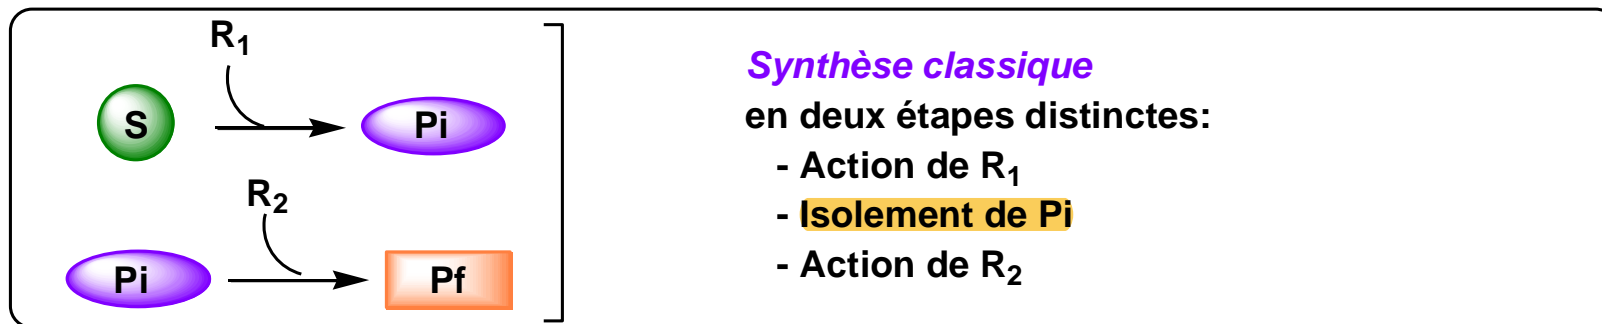 R1
S
Pi
R2
Pi
Pf
Synthèse classique
en deux étapes distinctes:
- Action de R1
- Isolement de Pi
- Action de R2